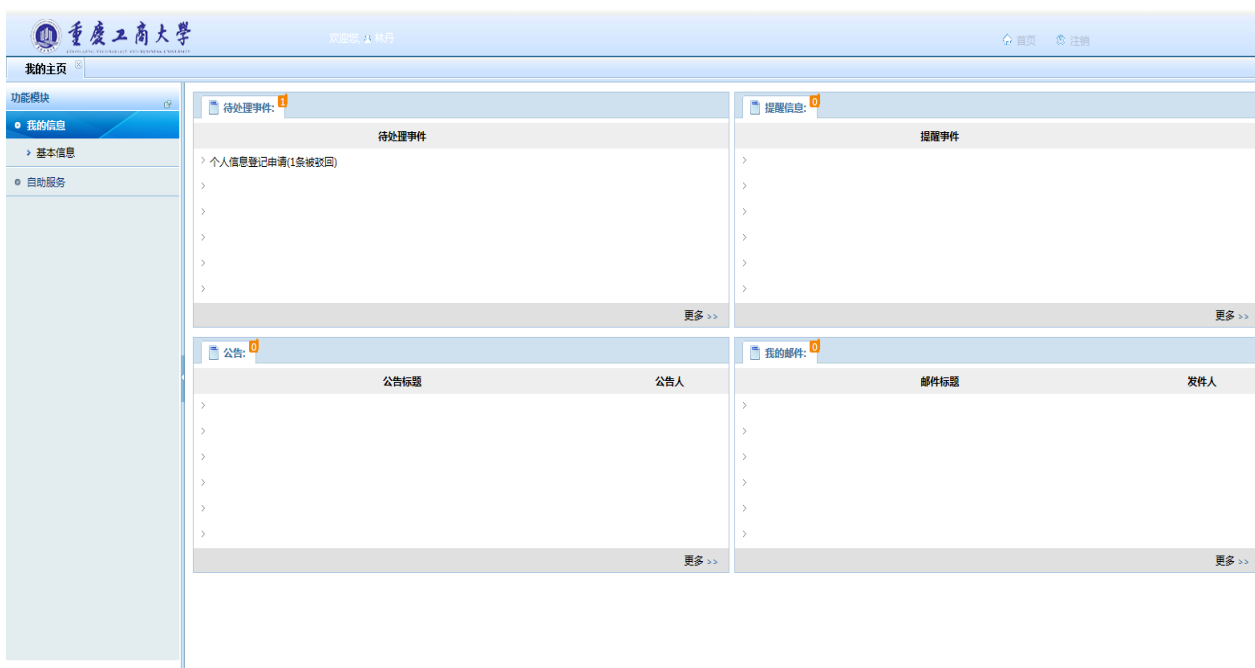 重慶工商大學
欢迎您, 林丹
首页 注销
我的主页
功能模块
我的信息
基本信息
自助服务
待处理事件: 1
待处理事件
个人信息登记申请(1条被驳回)
更多 >>
提醒信息: 0
提醒事件
更多 >>
公告: 0
公告标题 公告人
更多 >>
我的邮件: 0
邮件标题 发件人
更多 >>